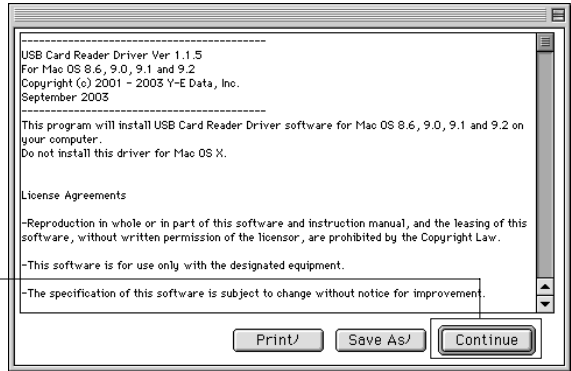 -----------------------------------------
USB Card Reader Driver Ver 1.1.5
For Mac OS 8.6, 9.0, 9.1 and 9.2
Copyright (c) 2001 - 2003 Y-E Data, Inc.
September 2003
-----------------------------------------
This program will install USB Card Reader Driver software for Mac OS 8.6, 9.0, 9.1 and 9.2 on
your computer.
Do not install this driver for Mac OS X.
License Agreements
-Reproduction in whole or in part of this software and instruction manual, and the leasing of this
software, without written permission of the licensor, are prohibited by the Copyright Law.
-This software is for use only with the designated equipment.
-The specification of this software is subject to change without notice for improvement.
Print/ Save As/ Continue